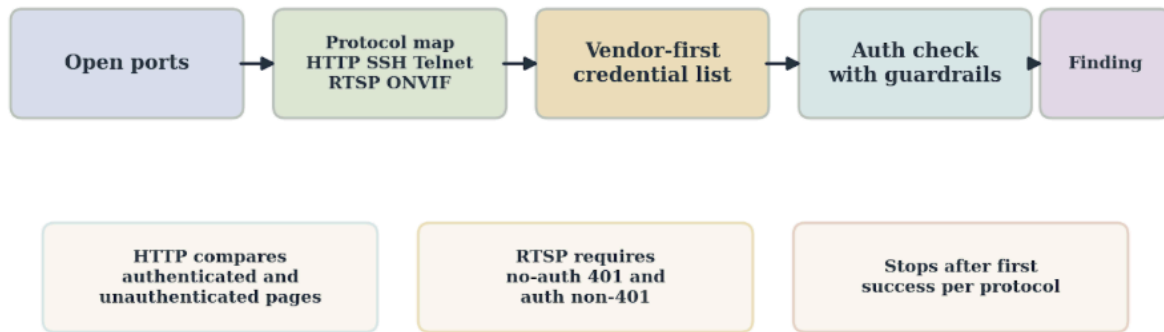 Open ports
Protocol map
HTTP SSH Telnet
RTSP ONVIF
Vendor-first
credential list
Auth check
with guardrails
Finding
HTTP compares
authenticated and
unauthenticated pages
RTSP requires
no-auth 401 and
auth non-401
Stops after first
success per protocol